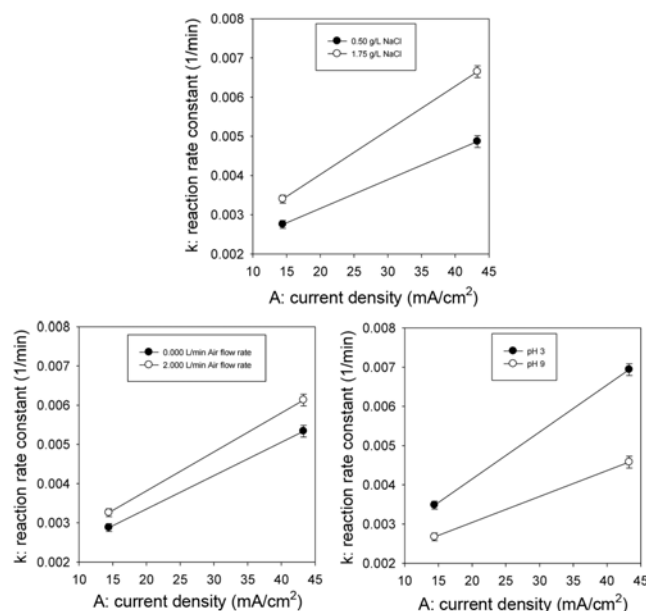 0.008
0.007
0.006
0.005
0.004
0.003
0.002
k: reaction rate constant (1/min)
0.50 g/L NaCl
1.75 g/L NaCl
10 15 20 25 30 35 40 45
A: current density (mA/cm²)
0.008
0.007
0.006
0.005
0.004
0.003
0.002
k: reaction rate constant (1/min)
0.000 L/min Air flow rate
2.000 L/min Air flow rate
10 15 20 25 30 35 40 45
A: current density (mA/cm²)
0.008
0.007
0.006
0.005
0.004
0.003
0.002
k: reaction rate constant (1/min)
pH 3
pH 9
10 15 20 25 30 35 40 45
A: current density (mA/cm²)